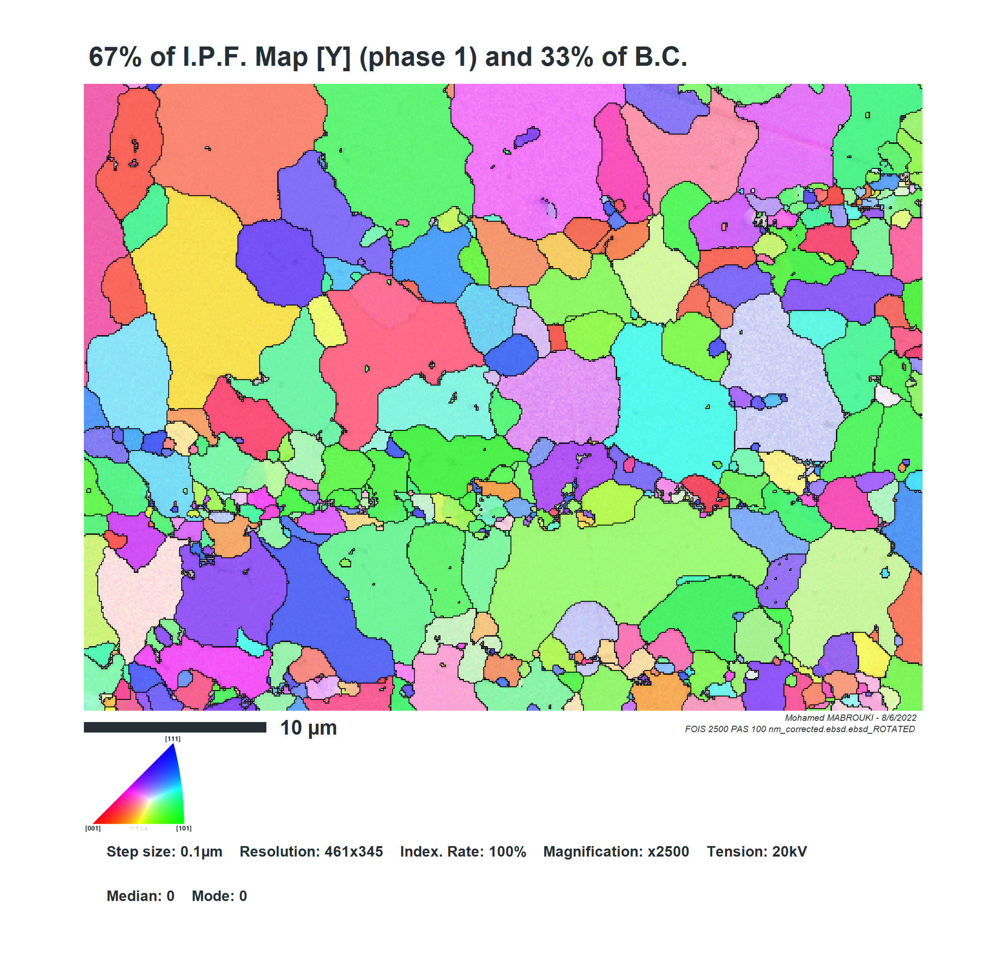 67% of I.P.F. Map [Y] (phase 1) and 33% of B.C.
10 µm
Mohamed MABROUKI - 8/6/2022
FOIS 2500 PAS 100 nm_corrected.ebsd.ebsd_ROTATED
[111]
[001] ATEX [101]
Step size: 0.1µm Resolution: 461x345 Index. Rate: 100% Magnification: x2500 Tension: 20kV
Median: 0 Mode: 0